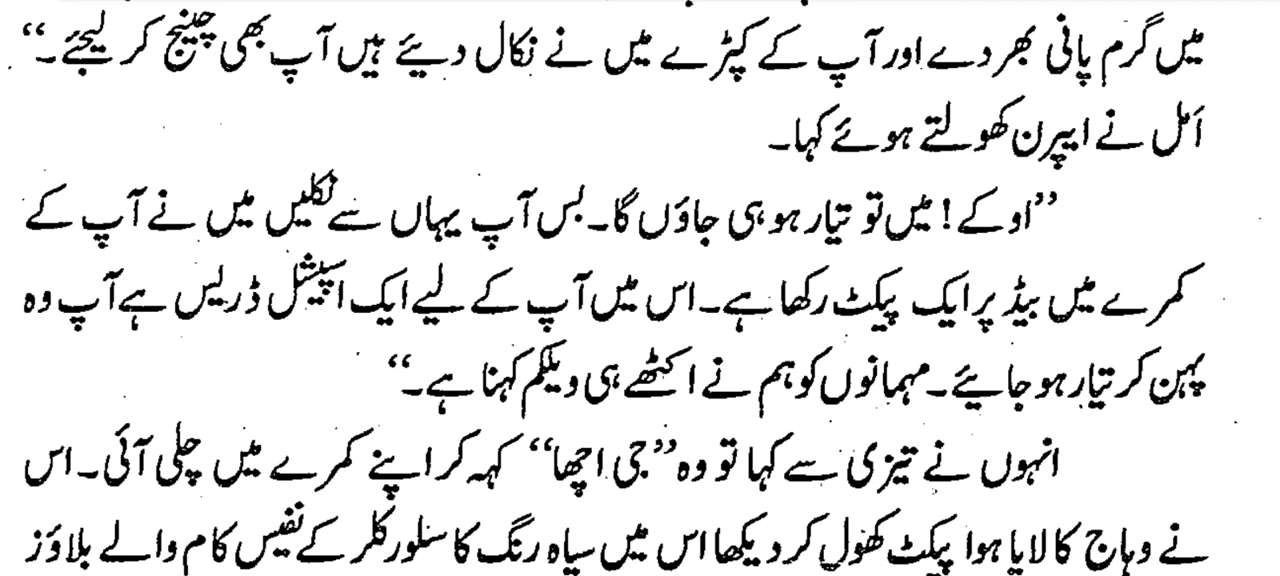 میں گرم پانی بھر دے اور آپ کے کپڑے میں نے نکال دیئے ہیں آپ بھی چینج کر لیجئے۔‘‘
اَمل نے ایپرن کھولتے ہوئے کہا۔
’’اوکے! میں تو تیار ہو ہی جاؤں گا۔ بس آپ یہاں سے نکلیں میں نے آپ کے
کمرے میں بیڈ پر ایک پیکٹ رکھا ہے۔ اس میں آپ کے لیے ایک اسپیشل ڈریس ہے آپ وہ
پہن کر تیار ہو جائیے۔ مہمانوں کو ہم نے اکٹھے ہی ویلکم کہنا ہے۔‘‘
انہوں نے تیزی سے کہا تو وہ ’’جی اچھا‘‘ کہہ کر اپنے کمرے میں چلی آئی۔ اس
نے وہاج کا لایا ہوا پیکٹ کھول کر دیکھا اس میں سیاہ رنگ کا سلور کلر کے نفیس کام والے بلاؤز